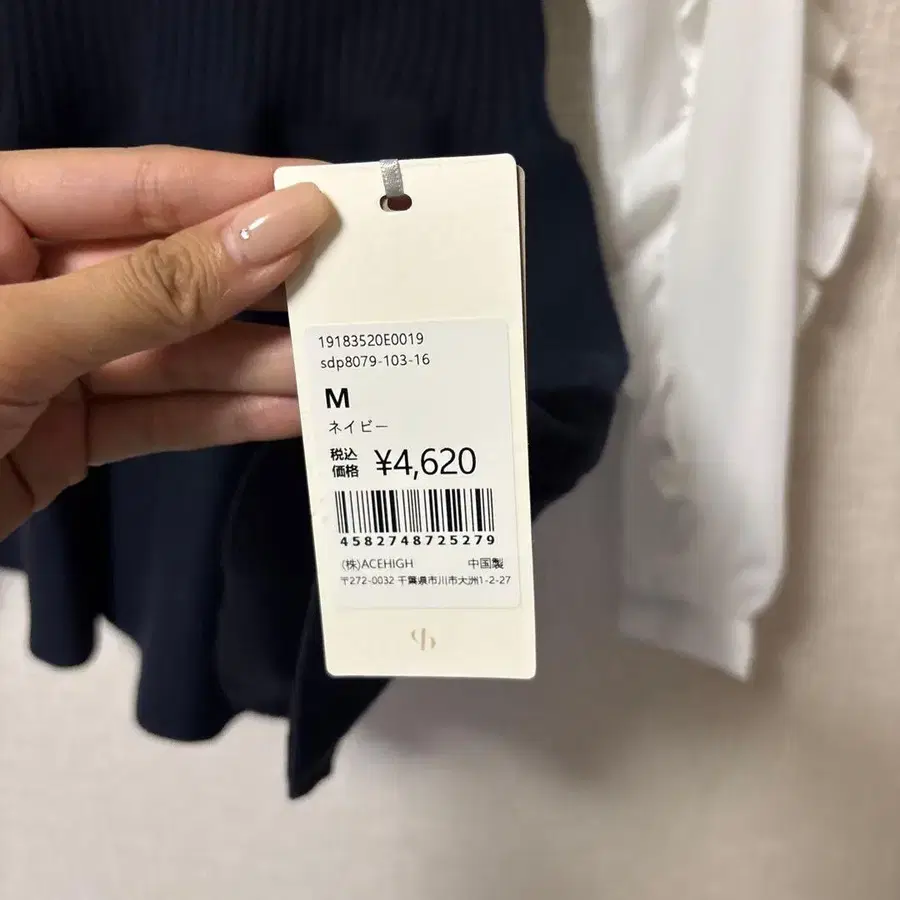 19183520E0019
sdp8079-103-16
M
ネイビー
税込価格 ¥4,620
4582748725279
(株)ACEHIGH 中国製
〒272-0032 千葉県市川市大洲1-2-27